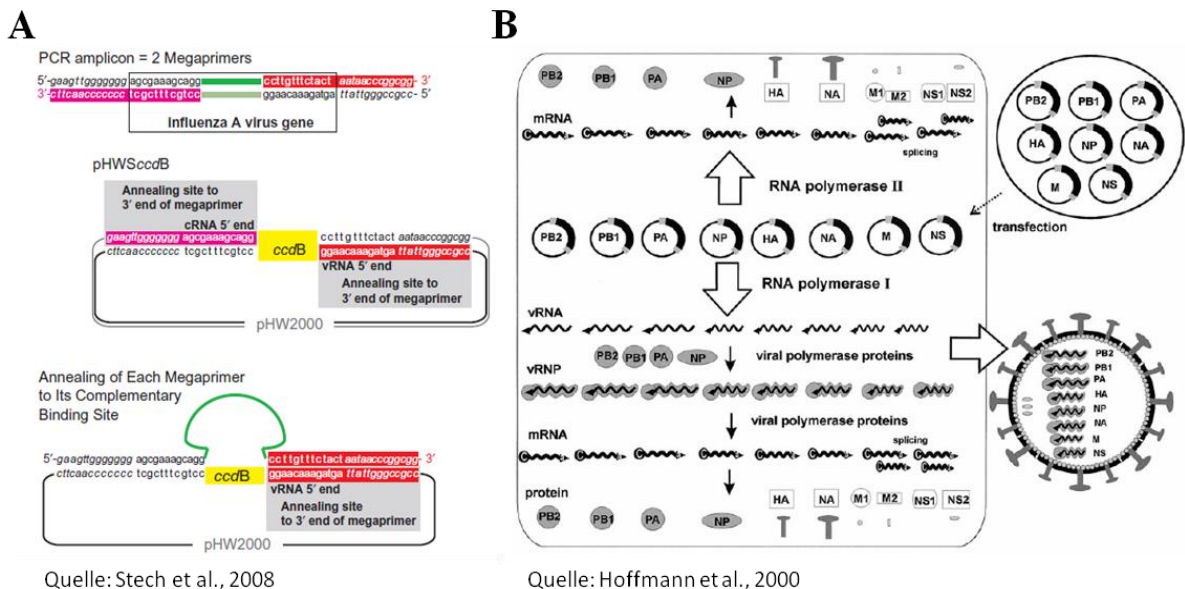 A
PCR amplicon = 2 Megaprimers
5′-gaagttggggggg agcgaaagcagg ccttgtttctact aataacccggcgg- 3′
3′-cttcaaccccccc tcgctttcgtcc ggaacaaagatga ttattgggccgcc- 5′
Influenza A virus gene
pHWSccdB
Annealing site to
3′ end of megaprimer
cRNA 5′ end
gaagttggggggg agcgaaagcagg ccttgtttctact aataacccggcgg
cttcaaccccccc tcgctttcgtcc ccdB ggaacaaagatga ttattgggccgcc
vRNA 5′ end
Annealing site to
3′ end of megaprimer
pHW2000
Annealing of Each Megaprimer
to Its Complementary
Binding Site
5′-gaagttggggggg agcgaaagcagg ccttgtttctact aataacccggcgg- 3′
cttcaaccccccc tcgctttcgtcc ccdB ggaacaaagatga ttattgggccgcc
vRNA 5′ end
Annealing site
to 3′ end of megaprimer
pHW2000
Quelle: Stech et al., 2008
B
PB2 PB1 PA NP HA NA M1 M2 NS1 NS2
mRNA
splicing
RNA polymerase II
PB2 PB1 PA NP HA NA M NS
RNA polymerase I
vRNA
PB2 PB1 PA NP viral polymerase proteins
vRNP
viral polymerase proteins
mRNA
splicing
protein
PB2 PB1 PA NP HA NA M1 M2 NS1 NS2
PB2 PB1 PA
HA NP NA
M NS
transfection
PB2
PB1
PA
HA
NP
NA
M
NS
Quelle: Hoffmann et al., 2000